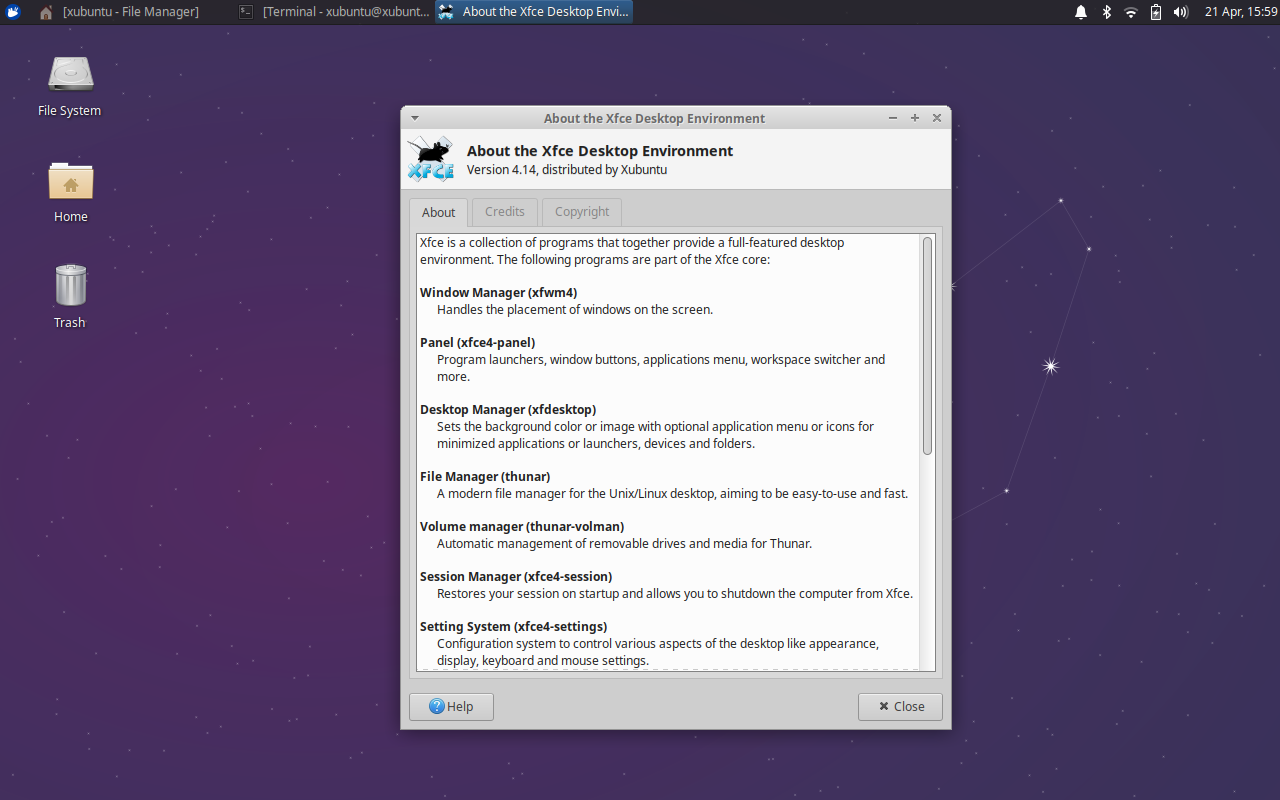 [xubuntu - File Manager]
[Terminal - xubuntu@xubunt...
About the Xfce Desktop Envi...
21 Apr, 15:59
File System
Home
Trash
About the Xfce Desktop Environment
XFCE
About the Xfce Desktop Environment
Version 4.14, distributed by Xubuntu
About
Credits
Copyright
Xfce is a collection of programs that together provide a full-featured desktop
environment. The following programs are part of the Xfce core:
Window Manager (xfwm4)
Handles the placement of windows on the screen.
Panel (xfce4-panel)
Program launchers, window buttons, applications menu, workspace switcher and
more.
Desktop Manager (xfdesktop)
Sets the background color or image with optional application menu or icons for
minimized applications or launchers, devices and folders.
File Manager (thunar)
A modern file manager for the Unix/Linux desktop, aiming to be easy-to-use and fast.
Volume manager (thunar-volman)
Automatic management of removable drives and media for Thunar.
Session Manager (xfce4-session)
Restores your session on startup and allows you to shutdown the computer from Xfce.
Setting System (xfce4-settings)
Configuration system to control various aspects of the desktop like appearance,
display, keyboard and mouse settings.
Help
Close